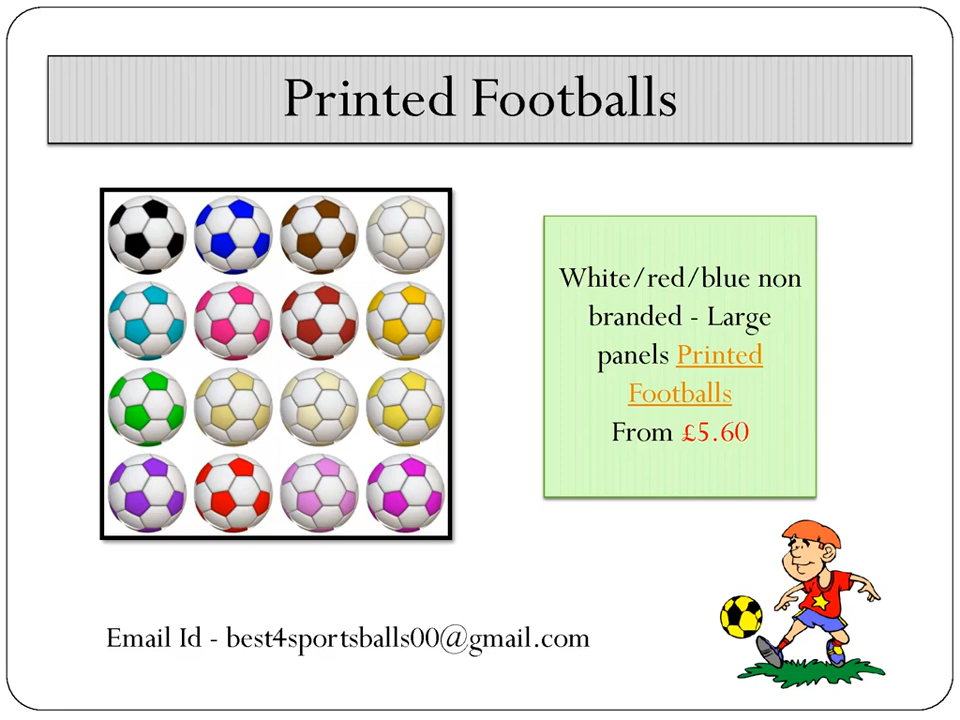 Printed Footballs
White/red/blue non
branded - Large
panels Printed
Footballs
From £5.60
Email Id - best4sportsballs00@gmail.com